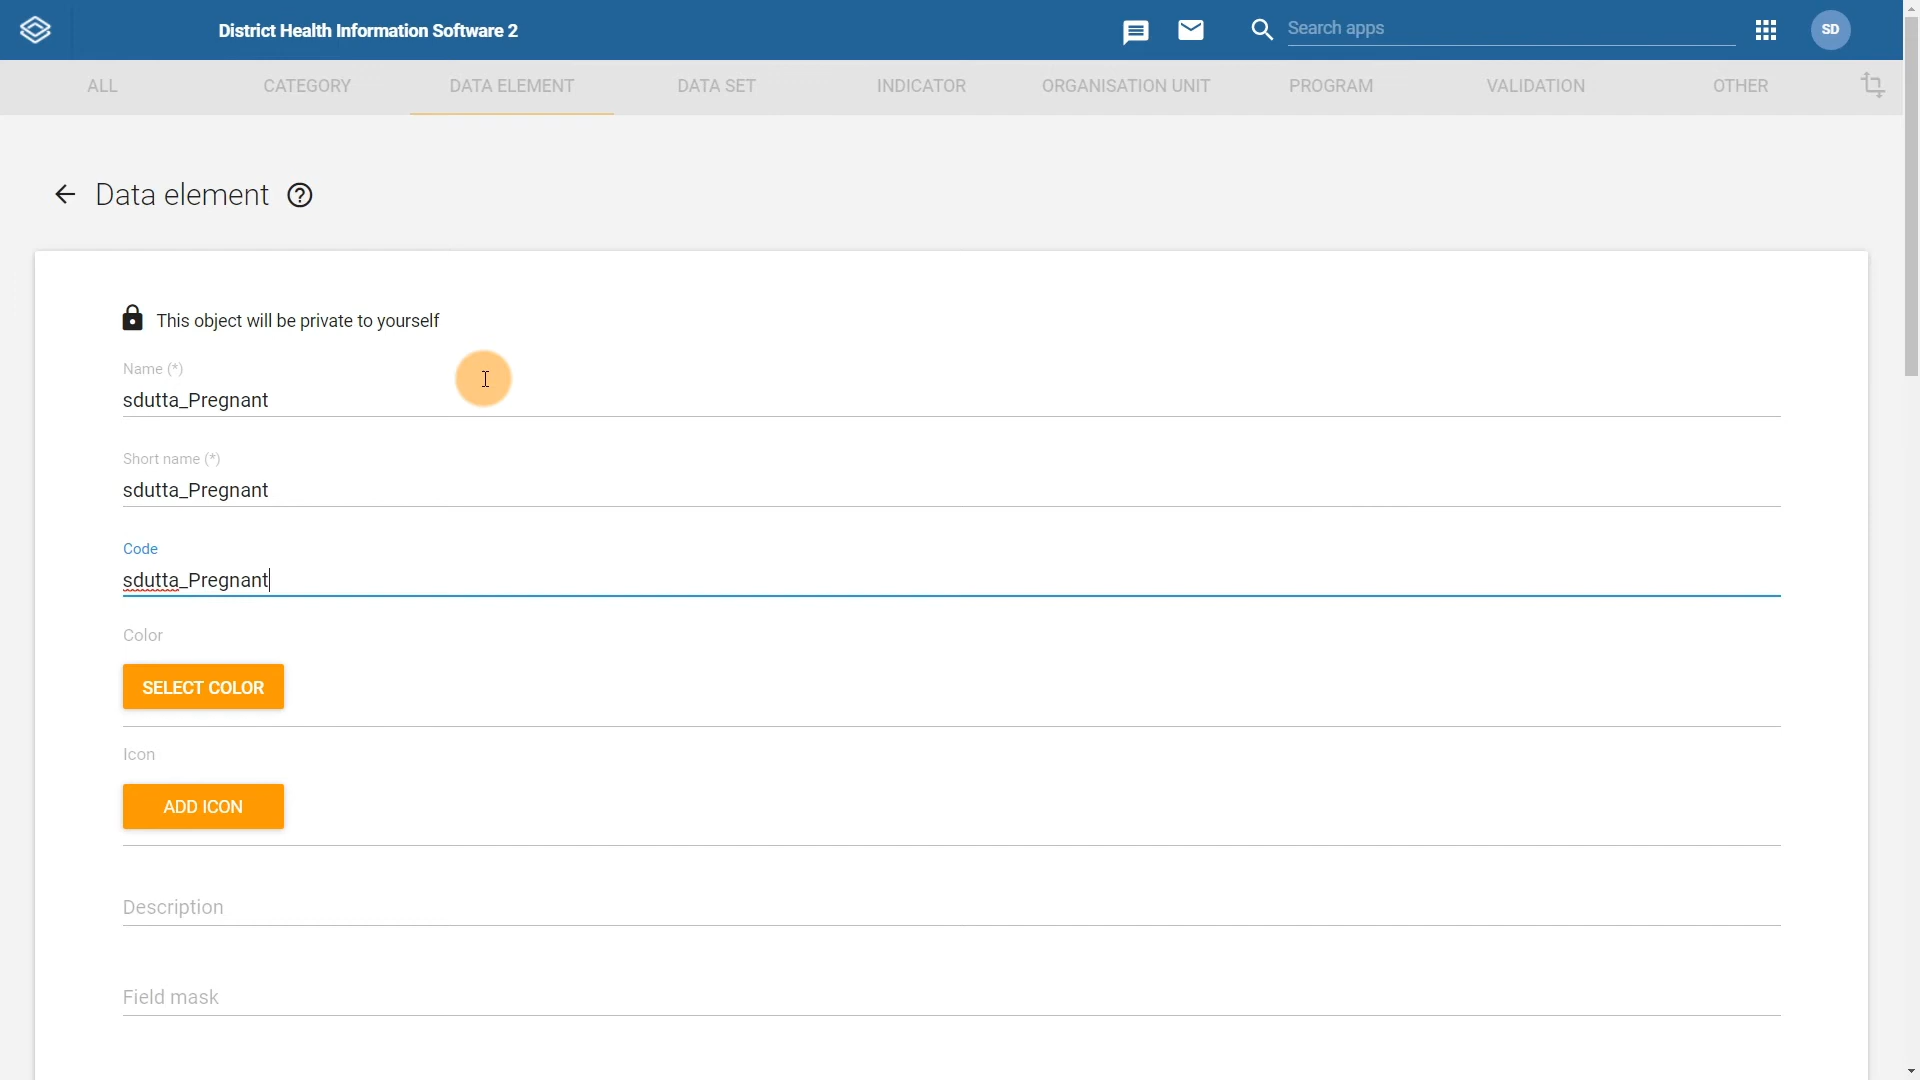 District Health Information Software 2
Search apps
SD
ALL CATEGORY DATA ELEMENT DATA SET INDICATOR ORGANISATION UNIT PROGRAM VALIDATION OTHER
Data element
This object will be private to yourself
Name (*)
sdutta_Pregnant
Short name (*)
sdutta_Pregnant
Code
sdutta_Pregnant
Color
SELECT COLOR
Icon
ADD ICON
Description
Field mask